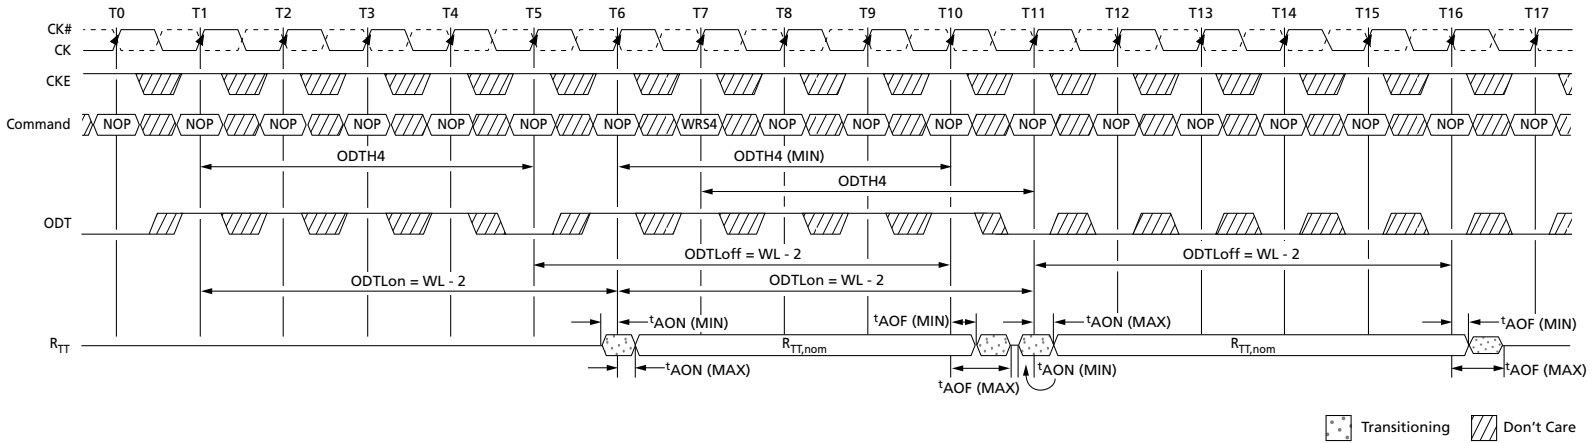 T0 T1 T2 T3 T4 T5 T6 T7 T8 T9 T10 T11 T12 T13 T14 T15 T16 T17
CK#
CK
CKE
Command NOP NOP NOP NOP NOP NOP NOP WRS4 NOP NOP NOP NOP NOP NOP NOP NOP NOP NOP
ODTH4 ODTH4 (MIN)
ODTH4
ODT
ODTLoff = WL - 2 ODTLoff = WL - 2
ODTLon = WL - 2 ODTLon = WL - 2
tAON (MIN) tAOF (MIN) tAON (MAX) tAOF (MIN)
RTT RTT,nom RTT,nom
tAON (MAX) tAON (MIN) tAOF (MAX)
tAOF (MAX)
Transitioning Don't Care